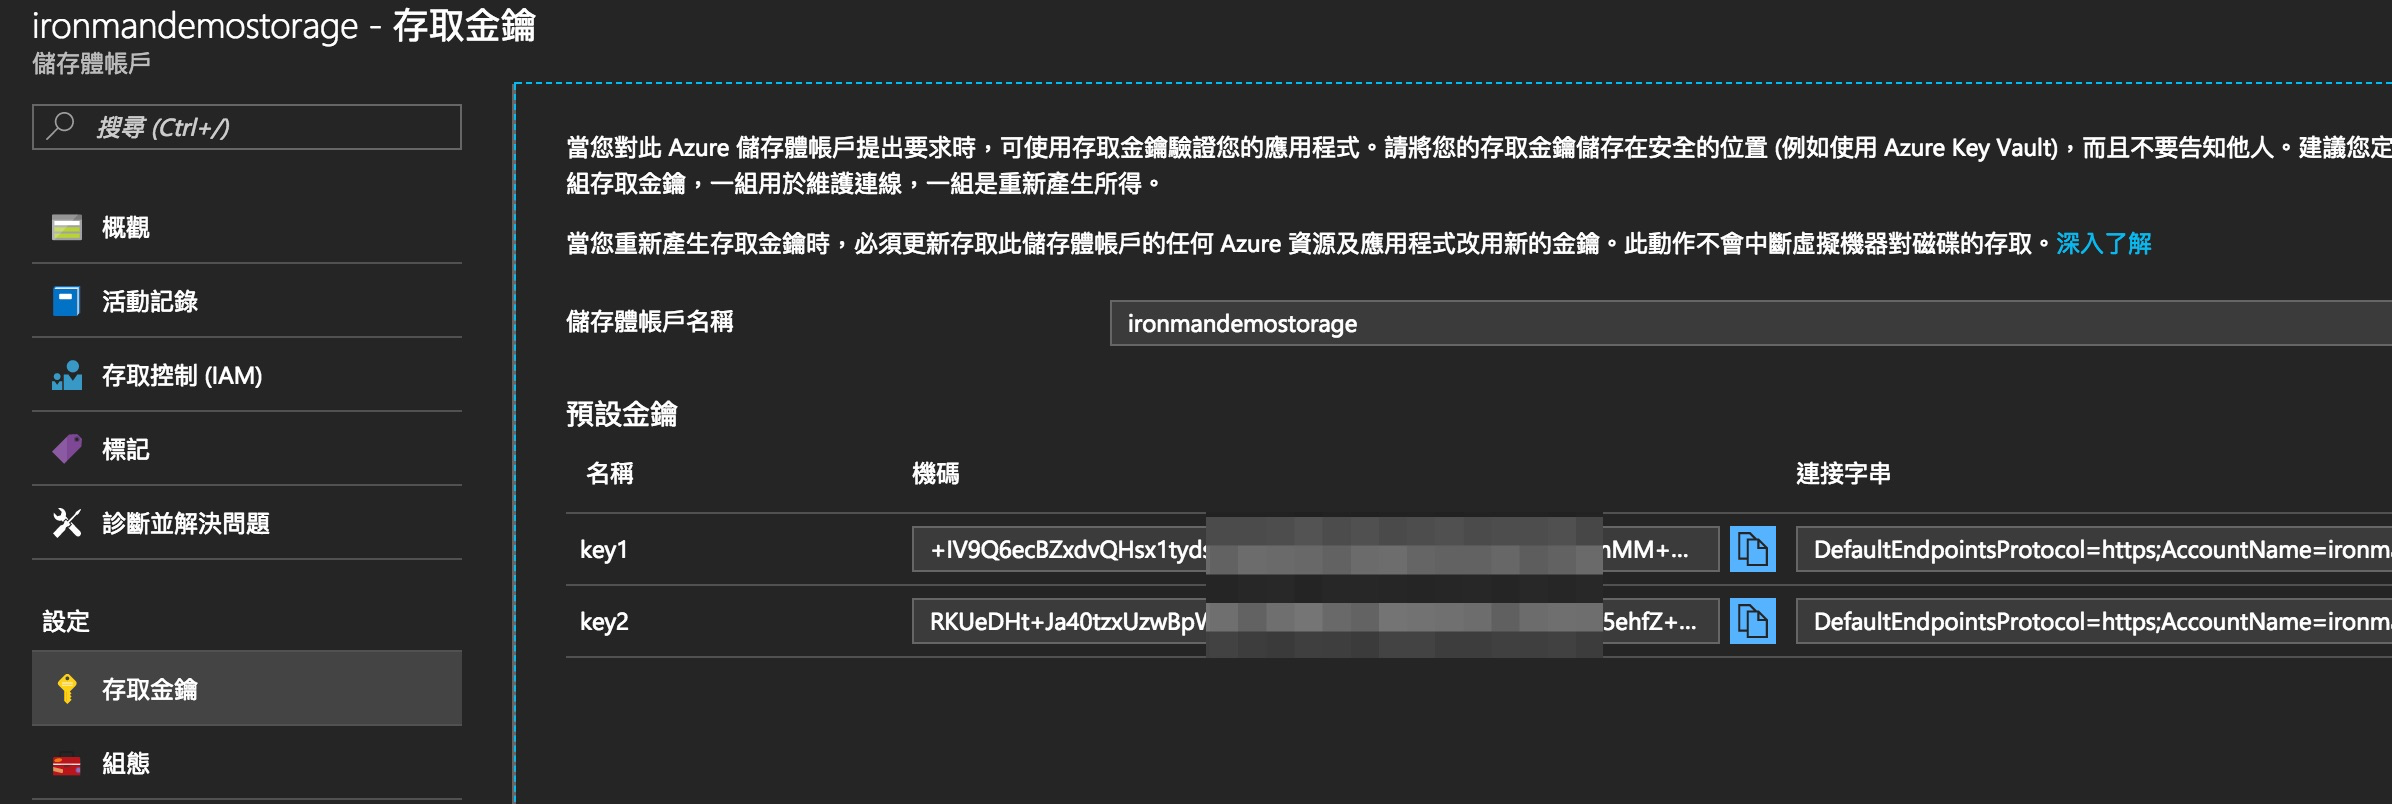 ironmandemostorage - 存取金鑰
儲存體帳戶
搜尋 (Ctrl+/)
概觀
活動記錄
存取控制 (IAM)
標記
診斷並解決問題
設定
存取金鑰
組態
當您對此 Azure 儲存體帳戶提出要求時，可使用存取金鑰驗證您的應用程式。請將您的存取金鑰儲存在安全的位置 (例如使用 Azure Key Vault)，而且不要告知他人。建議您定
組存取金鑰，一組用於維護連線，一組是重新產生所得。
當您重新產生存取金鑰時，必須更新存取此儲存體帳戶的任何 Azure 資源及應用程式改用新的金鑰。此動作不會中斷虛擬機器對磁碟的存取。深入了解
儲存體帳戶名稱 ironmandemostorage
預設金鑰
名稱 機碼 連接字串
key1 +IV9Q6ecBZxdvQHsx1tyds MM+... DefaultEndpointsProtocol=https;AccountName=ironm
key2 RKUeDHt+Ja40tzxUzwBpW 5ehfZ+... DefaultEndpointsProtocol=https;AccountName=ironm